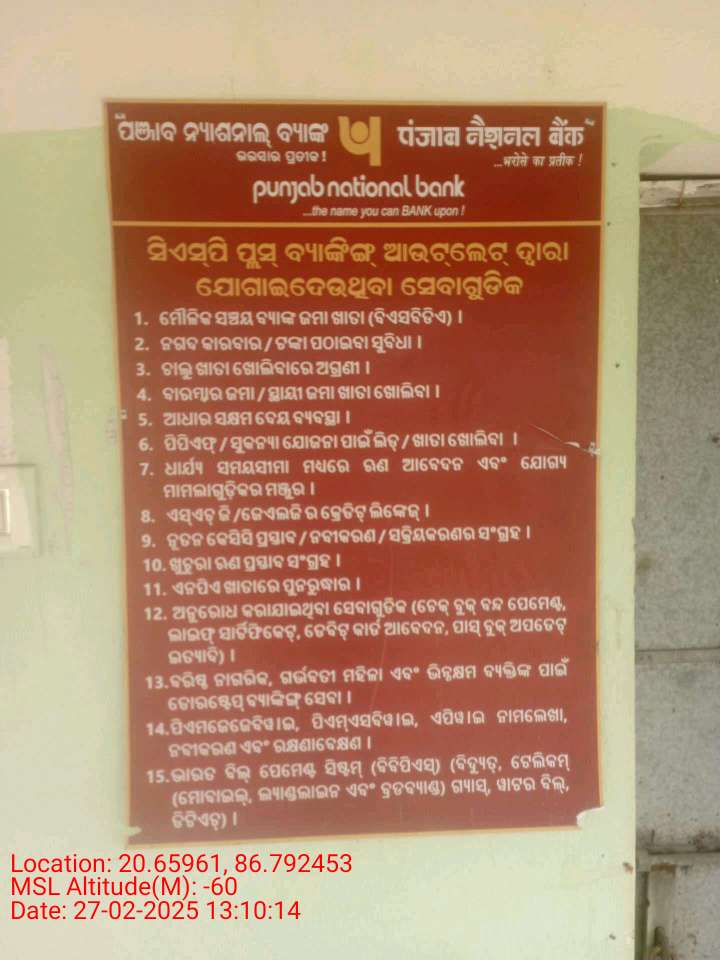 ପଞ୍ଜାବ ନ୍ୟାଶନାଲ୍ ବ୍ୟାଙ୍କ
ଭରସାର ପ୍ରତୀକ !
पंजाब नैशनल बैंक
...भरोसे का प्रतीक !
punjab national bank
...the name you can BANK upon !
ସିଏସ୍‌ପି ପ୍ଲସ୍ ବ୍ୟାଙ୍କିଙ୍ଗ୍ ଆଉଟ୍‌ଲେଟ୍ ଦ୍ୱାରା
ଯୋଗାଇଦେଉଥିବା ସେବାଗୁଡିକ
1. ମୌଳିକ ସଞ୍ଚୟ ବ୍ୟାଙ୍କ ଜମା ଖାତା (ବିଏସବିଡିଏ) ।
2. ନଗଦ କାରବାର / ଟଙ୍କା ପଠାଇବା ସୁବିଧା ।
3. ଚାଲୁ ଖାତା ଖୋଲିବାରେ ଅଗ୍ରଣୀ ।
4. ବାରମ୍ବାର ଜମା / ସ୍ଥାୟୀ ଜମା ଖାତା ଖୋଲିବା ।
5. ଆଧାର ସକ୍ଷମ ଦେୟ ବ୍ୟବସ୍ଥା ।
6. ପିପିଏଫ୍ / ସୁକନ୍ୟା ଯୋଜନା ପାଇଁ ଲିଡ୍ / ଖାତା ଖୋଲିବା ।
7. ଧାର୍ଯ୍ୟ ସମୟସୀମା ମଧ୍ୟରେ ଋଣ ଆବେଦନ ଏବଂ ଯୋଗ୍ୟ
ମାମଲାଗୁଡ଼ିକର ମଞ୍ଜୁର ।
8. ଏସ୍‌ଏଚ୍ ଜି /ଜେଏଲଜି ର କ୍ରେଡିଟ୍ ଲିଙ୍କେଜ୍ ।
9. ନୂତନ କେସିସି ପ୍ରସ୍ତାବ / ନବୀକରଣ / ସକ୍ରିୟକରଣର ସଂଗ୍ରହ ।
10. ଖୁଚୁରା ଋଣ ପ୍ରସ୍ତାବ ସଂଗ୍ରହ ।
11. ଏନପିଏ ଖାତାରେ ପୁନରୁଦ୍ଧାର ।
12. ଅନୁରୋଧ କରାଯାଇଥିବା ସେବାଗୁଡିକ (ଚେକ୍ ବୁକ୍ ବନ୍ଦ ପେମେଣ୍ଟ,
ଲାଇଫ୍ ସାର୍ଟିଫିକେଟ୍, ଡେବିଟ୍ କାର୍ଡ ଆବେଦନ, ପାସ୍ ବୁକ୍ ଅପଡେଟ୍
ଇତ୍ୟାଦି) ।
13. ବରିଷ୍ଠ ନାଗରିକ, ଗର୍ଭବତୀ ମହିଳା ଏବଂ ଭିନ୍ନକ୍ଷମ ବ୍ୟକ୍ତିଙ୍କ ପାଇଁ
ଡୋରଷ୍ଟେପ୍ ବ୍ୟାଙ୍କିଙ୍ଗ ସେବା ।
14. ପିଏମଜେଜେବିୱାଇ, ପିଏମ୍‌ଏସବିୱାଇ, ଏପିୱାଇ ନାମଲେଖା,
ନବୀକରଣ ଏବଂ ରକ୍ଷଣାବେକ୍ଷଣ ।
15. ଭାରତ ବିଲ୍ ପେମେଣ୍ଟ ସିଷ୍ଟମ୍ (ବିବିପିଏସ୍) (ବିଦ୍ୟୁତ୍, ଟେଲିକମ୍
(ମୋବାଇଲ୍, ଲ୍ୟାଣ୍ଡଲାଇନ ଏବଂ ବ୍ରଡବ୍ୟାଣ୍ଡ) ଗ୍ୟାସ୍, ୱାଟର ବିଲ୍,
ଡିଟିଏଚ୍) ।
Location: 20.65961, 86.792453
MSL Altitude(M): -60
Date: 27-02-2025 13:10:14